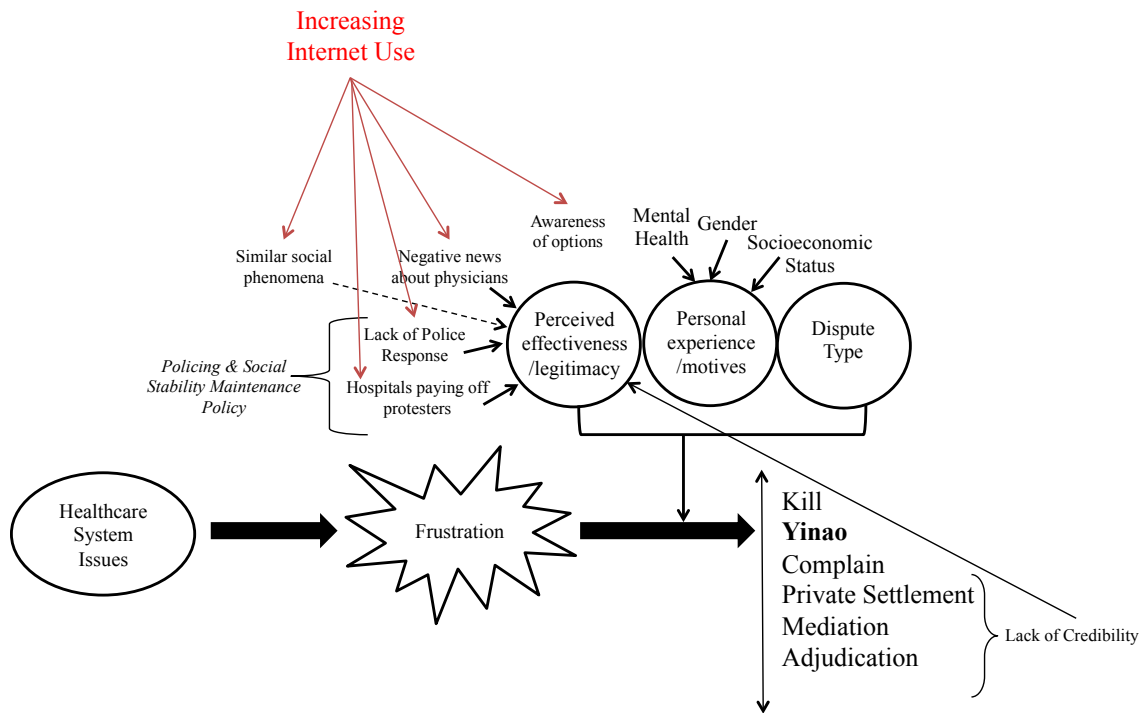 Increasing
Internet Use
Similar social
phenomena
Negative news
about physicians
Awareness
of options
Mental
Health
Gender
Socioeconomic
Status
Policing & Social
Stability Maintenance
Policy
Lack of Police
Response
Hospitals paying off
protesters
Perceived
effectiveness
/legitimacy
Personal
experience
/motives
Dispute
Type
Healthcare
System
Issues
Frustration
Kill
Yinao
Complain
Private Settlement
Mediation
Adjudication
Lack of Credibility